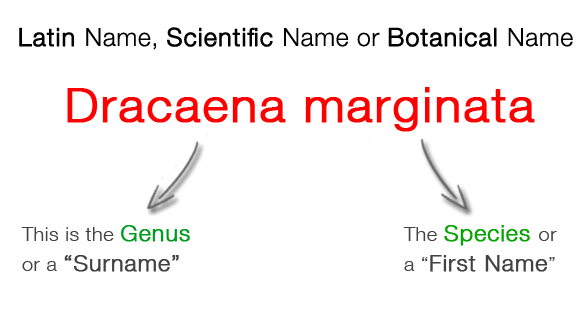 Latin Name, Scientific Name or Botanical Name
Dracaena marginata
This is the Genus
or a “Surname”
The Species or
a “First Name”